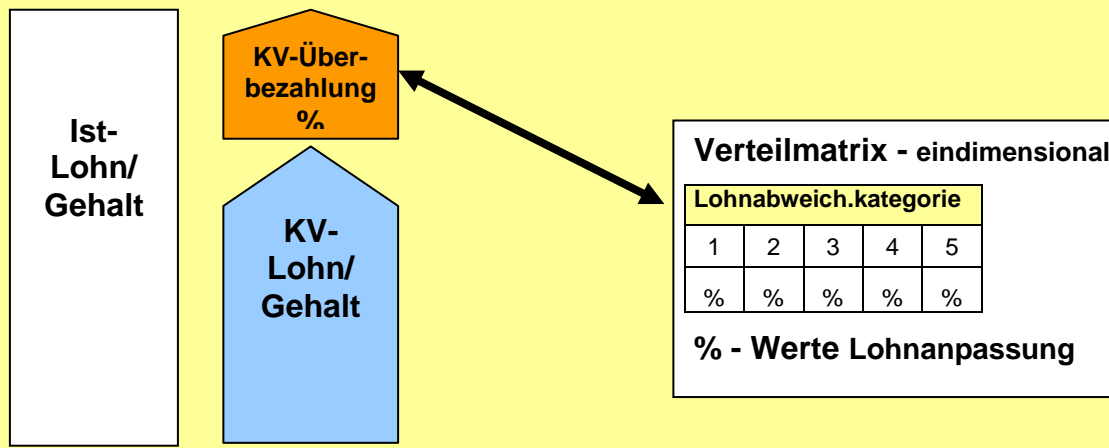 Ist-
Lohn/
Gehalt
KV-Über-
bezahlung
%
KV-
Lohn/
Gehalt
Verteilmatrix - eindimensional
Lohnabweich.kategorie
1 2 3 4 5
% % % % %
% - Werte Lohnanpassung